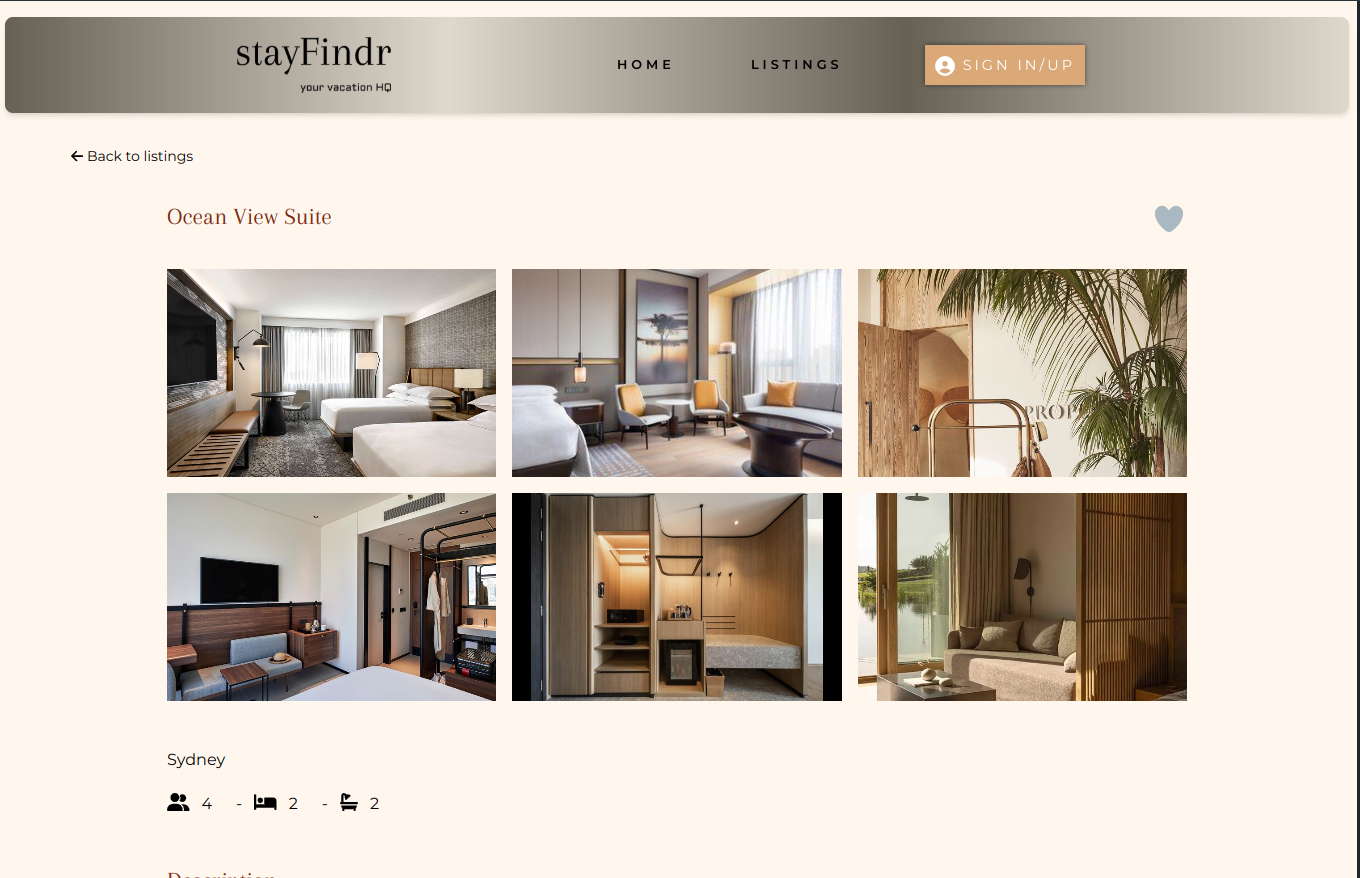 stayFindr
your vacation HQ
HOME
LISTINGS
SIGN IN/UP
Back to listings
Ocean View Suite
PROP
Sydney
4 - 2 - 2
Description